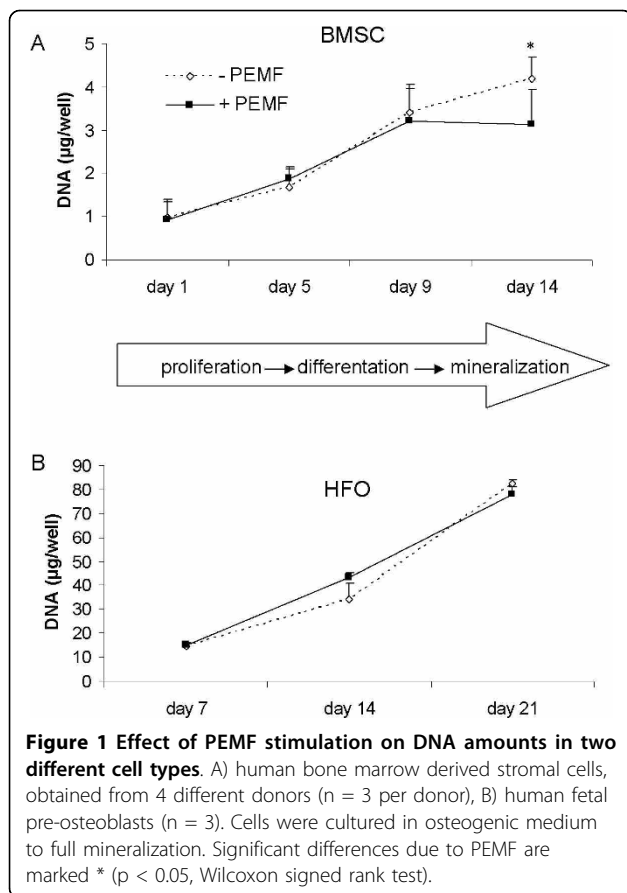 A
BMSC
*
- PEMF
+ PEMF
DNA (µg/well)
5
4
3
2
1
0
day 1 day 5 day 9 day 14
proliferation → differentation → mineralization
B
HFO
DNA (µg/well)
90
80
70
60
50
40
30
20
10
0
day 7 day 14 day 21
Figure 1 Effect of PEMF stimulation on DNA amounts in two
different cell types. A) human bone marrow derived stromal cells,
obtained from 4 different donors (n = 3 per donor), B) human fetal
pre-osteoblasts (n = 3). Cells were cultured in osteogenic medium
to full mineralization. Significant differences due to PEMF are
marked * (p < 0.05, Wilcoxon signed rank test).